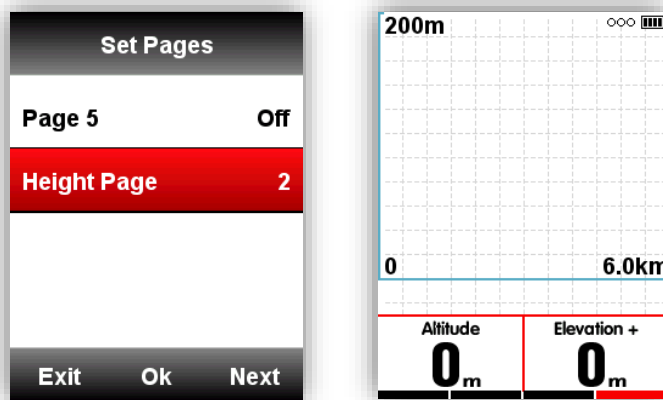 Set Pages
Page 5 Off
Height Page 2
Exit Ok Next
200m
0 6.0km
Altitude Elevation +
0m 0m